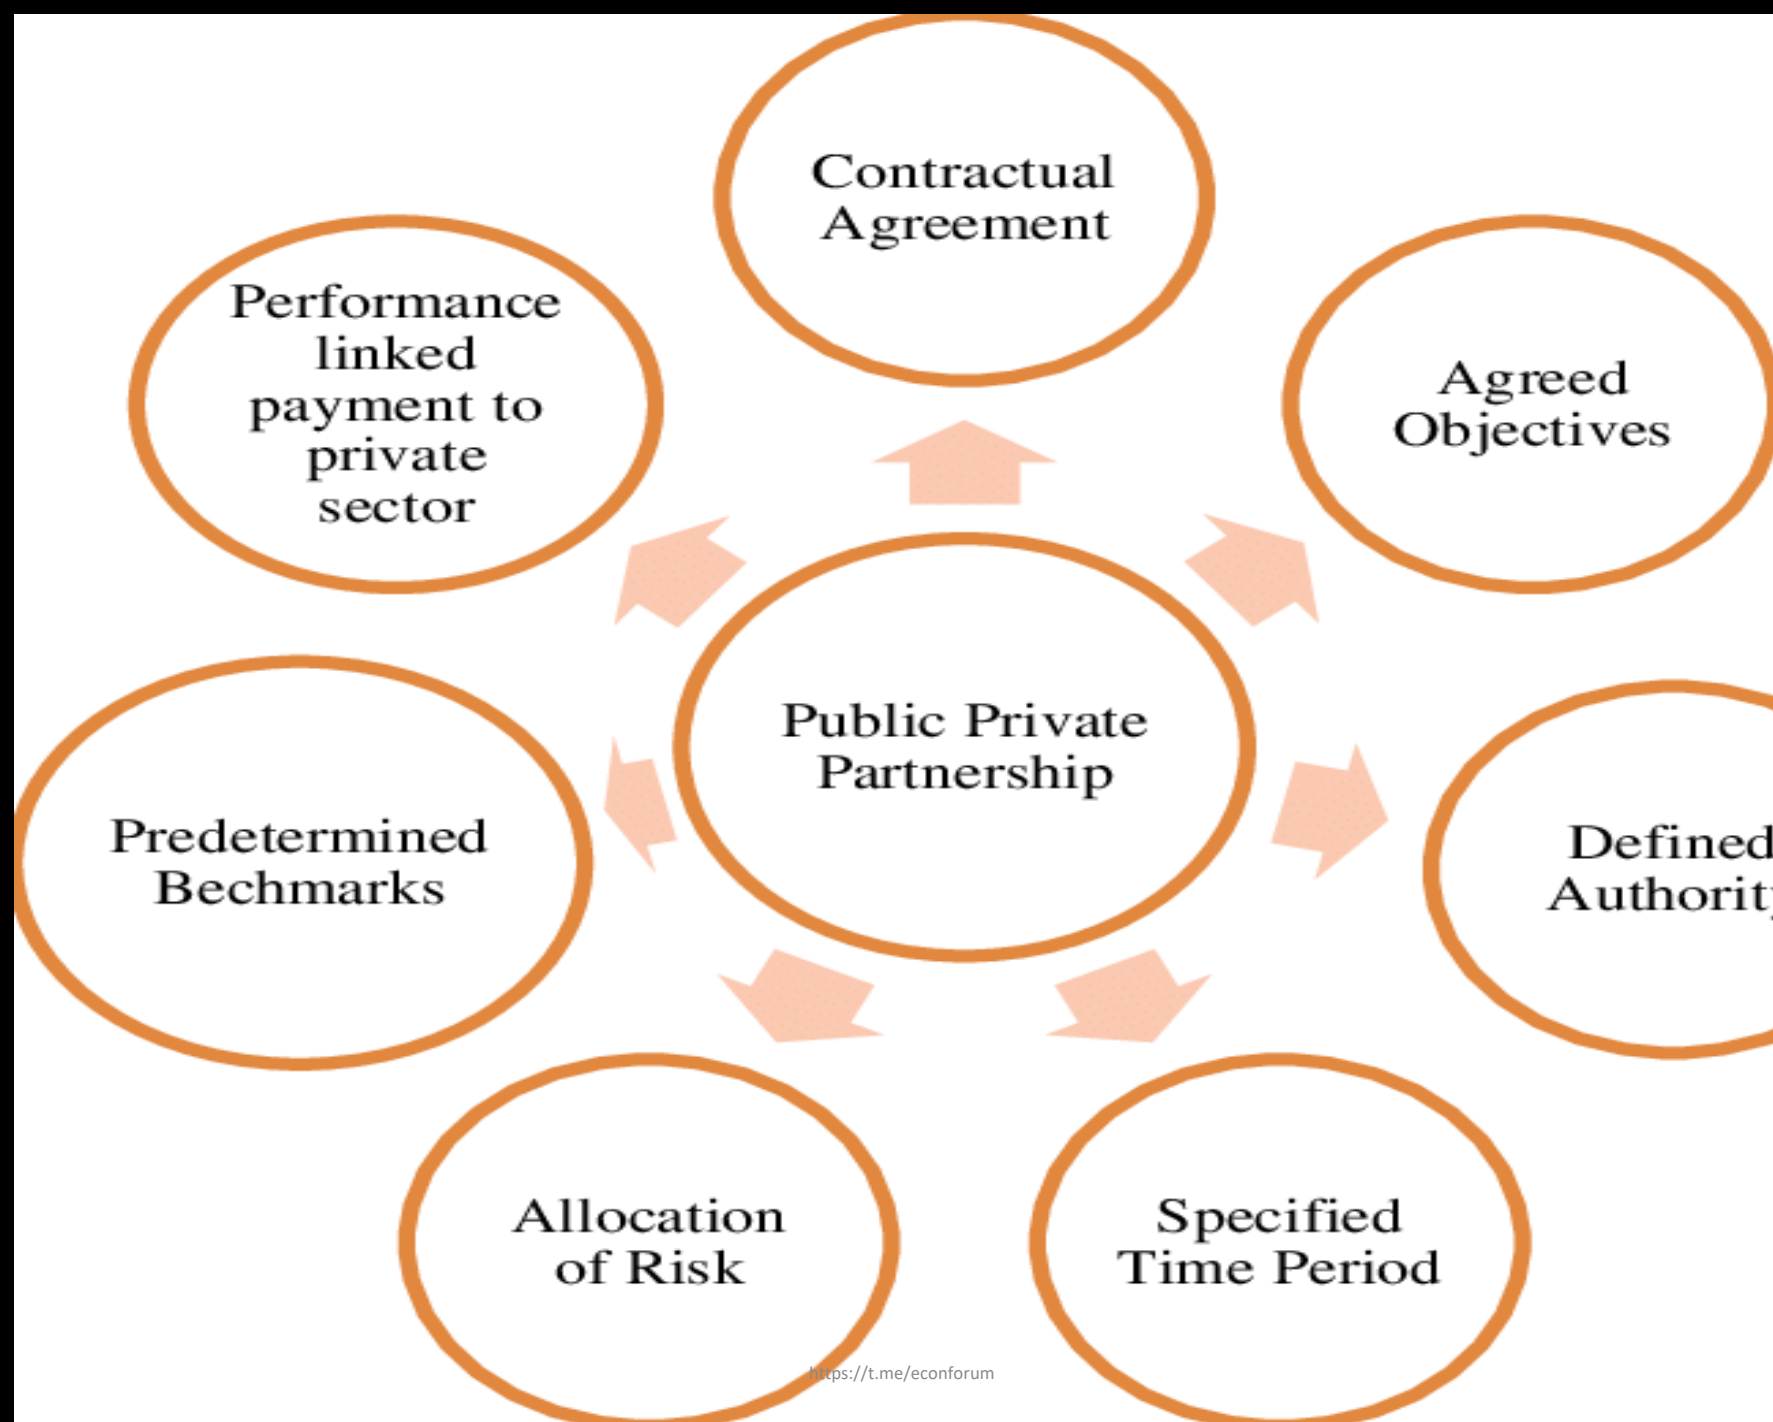 Contractual
Agreement
Agreed
Objectives
Defined
Authority
Specified
Time Period
Allocation
of Risk
Predetermined
Bechmarks
Performance
linked
payment to
private
sector
Public Private
Partnership
https://t.me/econforum